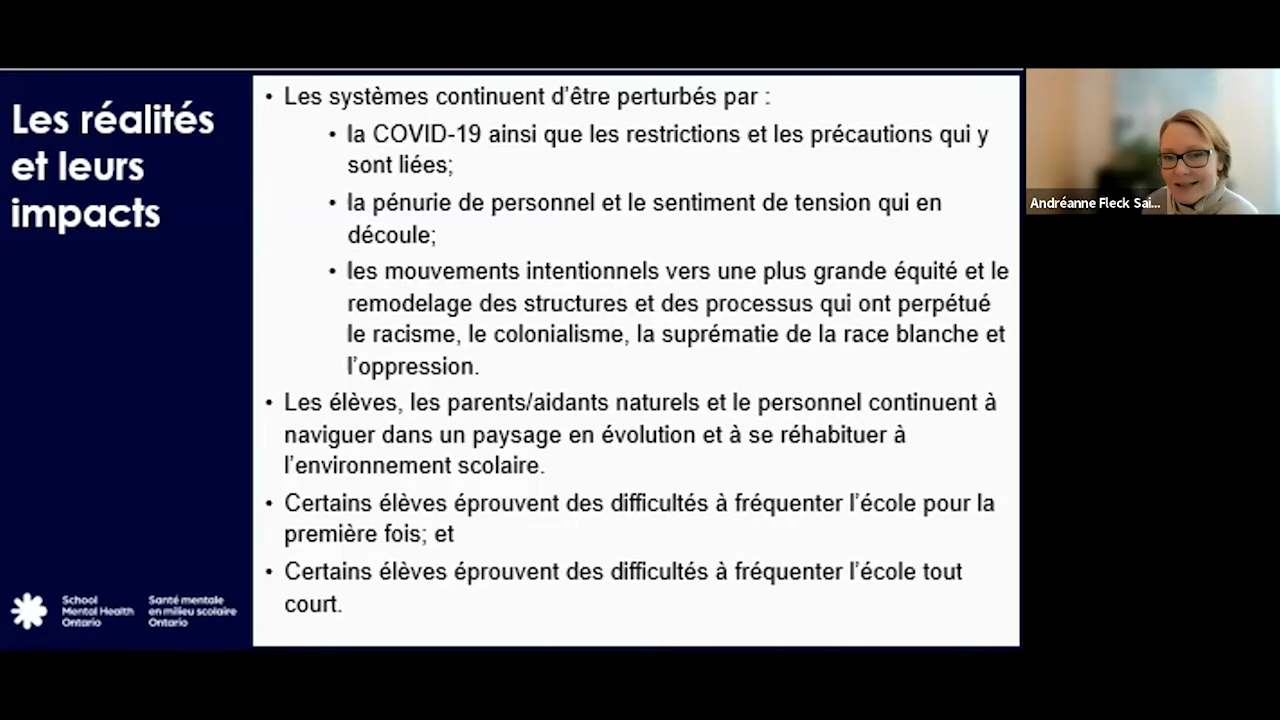 Les réalités
et leurs
impacts
• Les systèmes continuent d'être perturbés par :
• la COVID-19 ainsi que les restrictions et les précautions qui y
sont liées;
• la pénurie de personnel et le sentiment de tension qui en
découle;
• les mouvements intentionnels vers une plus grande équité et le
remodelage des structures et des processus qui ont perpétué
le racisme, le colonialisme, la suprématie de la race blanche et
l'oppression.
• Les élèves, les parents/aidants naturels et le personnel continuent à
naviguer dans un paysage en évolution et à se réhabituer à
l'environnement scolaire.
• Certains élèves éprouvent des difficultés à fréquenter l'école pour la
première fois; et
• Certains élèves éprouvent des difficultés à fréquenter l'école tout
court.
School
Mental Health
Ontario
Santé mentale
en milieu scolaire
Ontario
Andréanne Fleck Sai...